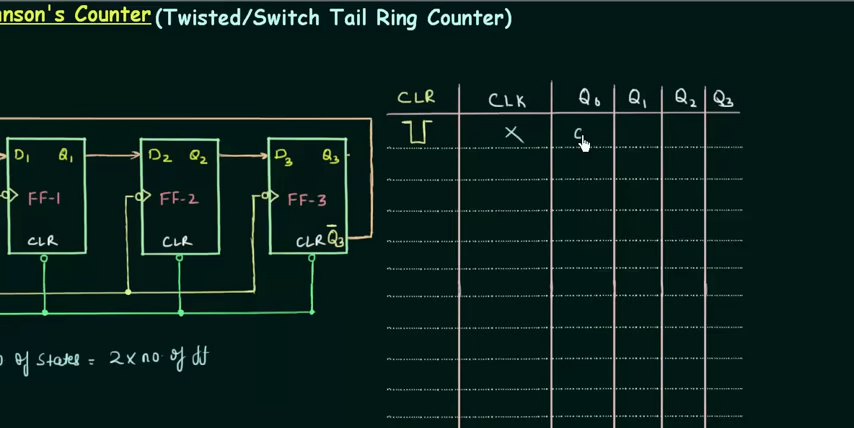 nson's Counter (Twisted/Switch Tail Ring Counter)
CLR CLK Q₀ Q₁ Q₂ Q₃
X
D₁ Q₁ D₂ Q₂ D₃ Q₃
FF-1 FF-2 FF-3
CLR CLR CLR Q̅₃
of states = 2 x no. of